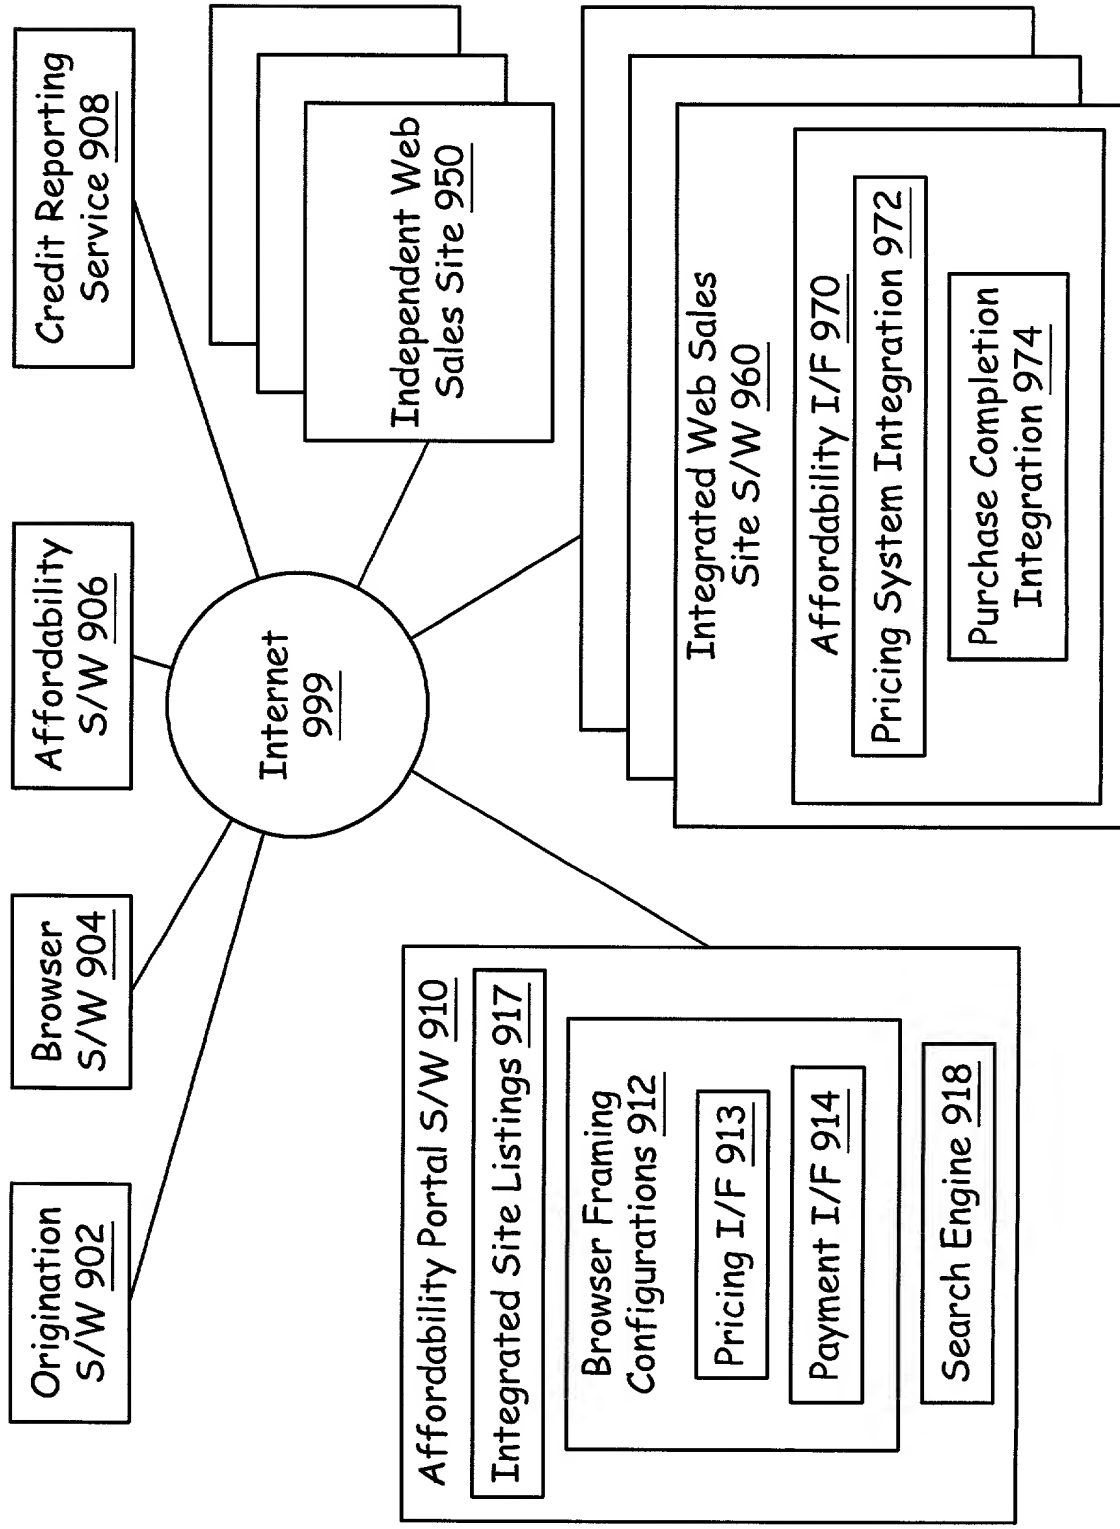 Origination
S/W 902
Browser
S/W 904
Affordability
S/W 906
Credit Reporting
Service 908
Internet
999
Independent Web
Sales Site 950
Affordability Portal S/W 910
Integrated Site Listings 917
Browser Framing
Configurations 912
Pricing I/F 913
Payment I/F 914
Search Engine 918
Integrated Web Sales
Site S/W 960
Affordability I/F 970
Pricing System Integration 972
Purchase Completion
Integration 974